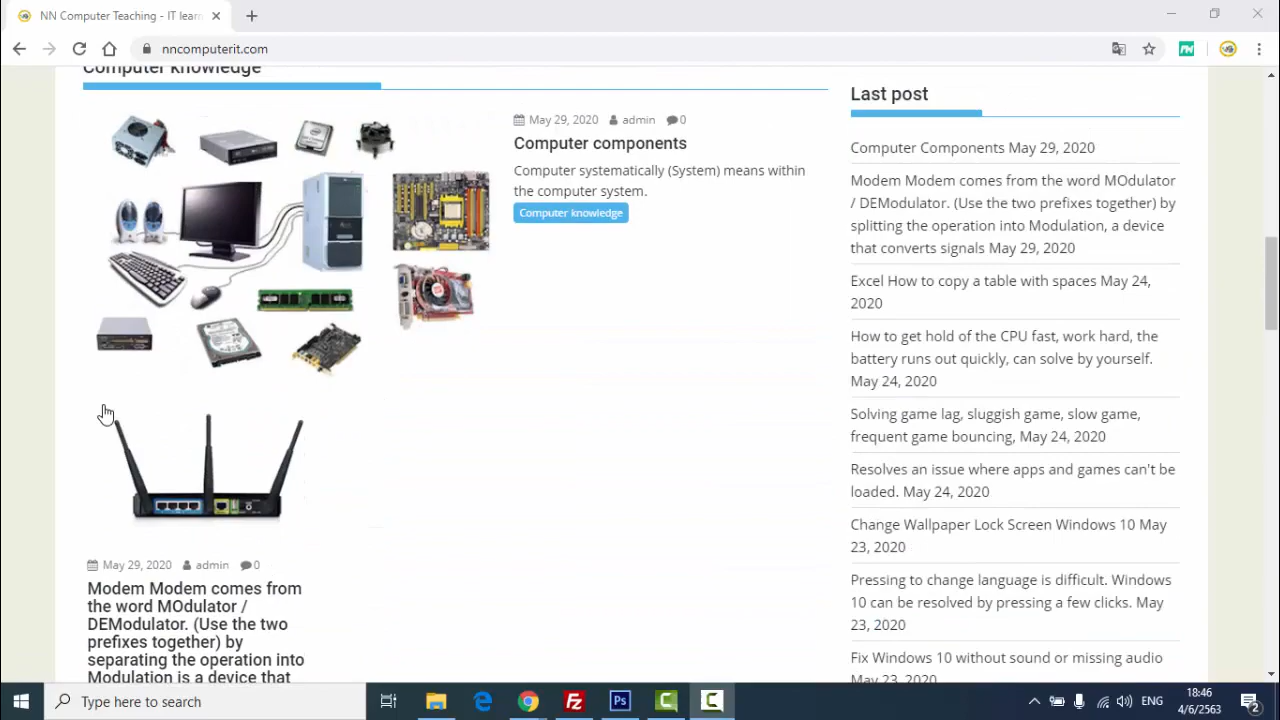 NN Computer Teaching - IT learn
nncomputerit.com
Computer knowledge
May 29, 2020 admin 0
Computer components
Computer systematically (System) means within
the computer system.
Computer knowledge
May 29, 2020 admin 0
Modem Modem comes from
the word MOdulator /
DEModulator. (Use the two
prefixes together) by
separating the operation into
Modulation is a device that
Last post
Computer Components May 29, 2020
Modem Modem comes from the word MOdulator
/ DEModulator. (Use the two prefixes together) by
splitting the operation into Modulation, a device
that converts signals May 29, 2020
Excel How to copy a table with spaces May 24,
2020
How to get hold of the CPU fast, work hard, the
battery runs out quickly, can solve by yourself.
May 24, 2020
Solving game lag, sluggish game, slow game,
frequent game bouncing, May 24, 2020
Resolves an issue where apps and games can't be
loaded. May 24, 2020
Change Wallpaper Lock Screen Windows 10 May
23, 2020
Pressing to change language is difficult. Windows
10 can be resolved by pressing a few clicks. May
23, 2020
Fix Windows 10 without sound or missing audio
May 23, 2020
Type here to search
Fz
Ps
ENG
18:46
4/6/2563
2